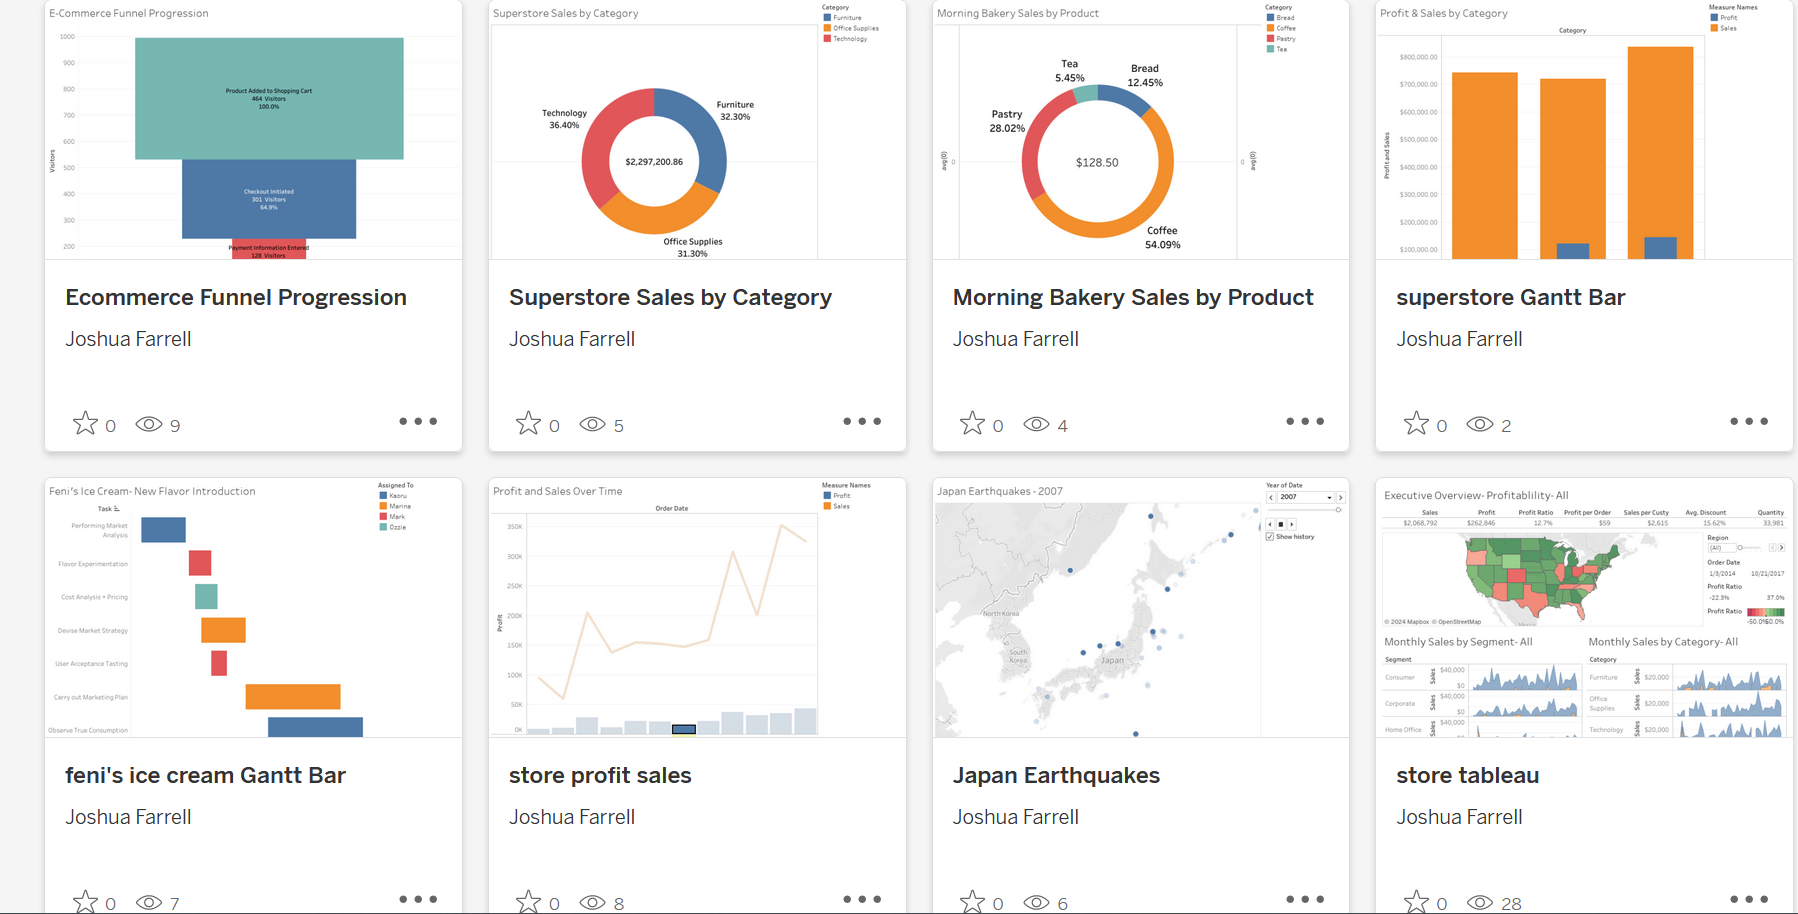 E-Commerce Funnel Progression
1000
900
800
700
600
500
400
300
200
Visitors
Product Added to Shopping Cart
464 Visitors
100.0%
Checkout Initiated
301 Visitors
64.9%
Payment Information Entered
128 Visitors
Ecommerce Funnel Progression
Joshua Farrell
0 9
Superstore Sales by Category
Category
Furniture
Office Supplies
Technology
Technology
36.40%
Furniture
32.30%
$2,297,200.86
Office Supplies
31.30%
Superstore Sales by Category
Joshua Farrell
0 5
Morning Bakery Sales by Product
Category
Bread
Coffee
Pastry
Tea
Tea
5.45%
Bread
12.45%
Pastry
28.02%
avg(0)
0
$128.50
0
avg(0)
Coffee
54.09%
Morning Bakery Sales by Product
Joshua Farrell
0 4
Profit & Sales by Category
Measure Names
Profit
Sales
Category
$800,000.00
$700,000.00
$600,000.00
$500,000.00
$400,000.00
$300,000.00
$200,000.00
$100,000.00
Profit and Sales
superstore Gantt Bar
Joshua Farrell
0 2
Feni's Ice Cream- New Flavor Introduction
Assigned To
Kaoru
Marina
Mark
Ozzie
Task
Performing Market
Analysis
Flavor Experimentation
Cost Analysis + Pricing
Devise Market Strategy
User Acceptance Tasting
Carry out Marketing Plan
Observe True Consumption
feni's ice cream Gantt Bar
Joshua Farrell
0 7
Profit and Sales Over Time
Measure Names
Profit
Sales
Order Date
350K
300K
250K
200K
150K
100K
50K
0K
Profit
store profit sales
Joshua Farrell
0 8
Japan Earthquakes - 2007
Year of Date
2007
Show history
North Korea
South
Korea
Japan
Japan Earthquakes
Joshua Farrell
0 6
Executive Overview- Profitablility- All
Sales Profit Profit Ratio Profit per Order Sales per Custy Avg. Discount Quantity
$2,068,792 $262,846 12.7% $59 $2,615 15.62% 33,981
Region
(All)
Order Date
1/3/2014 10/21/2017
Profit Ratio
-22.3% 37.0%
Profit Ratio
-50.0% 50.0%
Mexico
© 2024 Mapbox © OpenStreetMap
Monthly Sales by Segment- All
Segment
Consumer Sales $40,000
$0
Corporate Sales $40,000
$0
Home Office Sales $40,000
Monthly Sales by Category- All
Category
Furniture Sales $20,000
Office
Supplies Sales $20,000
Technology Sales $20,000
store tableau
Joshua Farrell
0 28